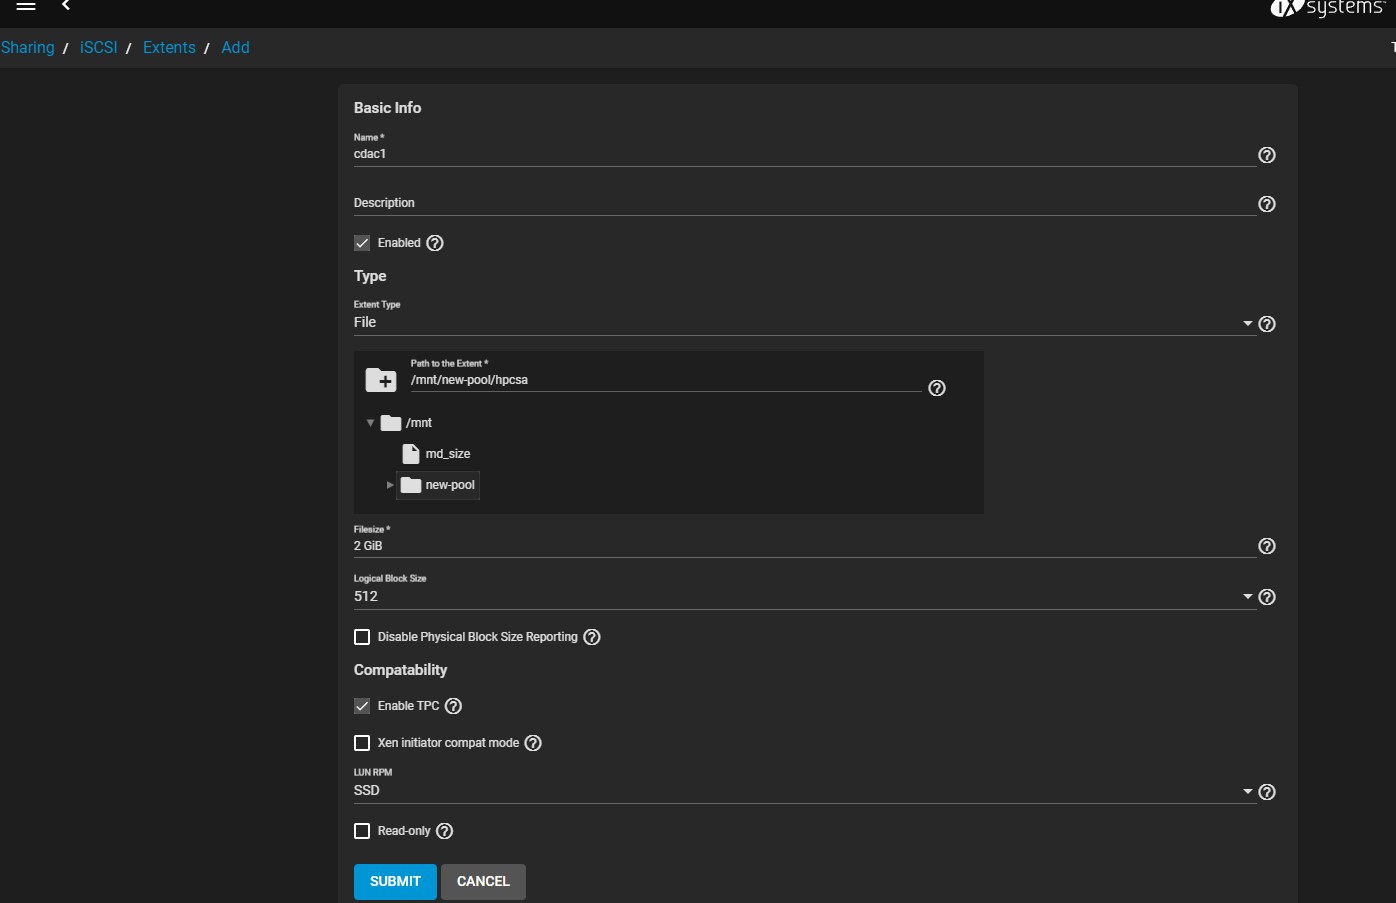 iX systems
Sharing / iSCSI / Extents / Add
Basic Info
Name *
cdac1
Description
Enabled
Type
Extent Type
File
Path to the Extent *
/mnt/new-pool/hpcsa
/mnt
md_size
new-pool
Filesize *
2 GiB
Logical Block Size
512
Disable Physical Block Size Reporting
Compatability
Enable TPC
Xen initiator compat mode
LUN RPM
SSD
Read-only
SUBMIT CANCEL